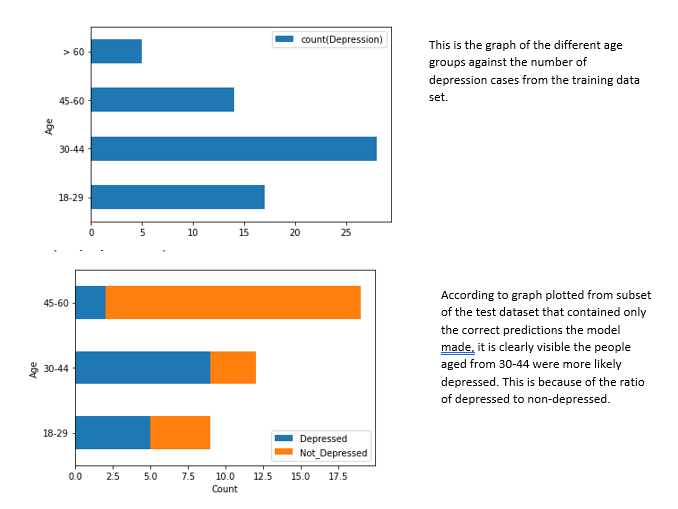 count(Depression)
> 60
45-60
30-44
18-29
Age
0 5 10 15 20 25
This is the graph of the different age
groups against the number of
depression cases from the training data
set.
45-60
30-44
18-29
Age
Depressed
Not_Depressed
0.0 2.5 5.0 7.5 10.0 12.5 15.0 17.5
Count
According to graph plotted from subset
of the test dataset that contained only
the correct predictions the model
made, it is clearly visible the people
aged from 30-44 were more likely
depressed. This is because of the ratio
of depressed to non-depressed.